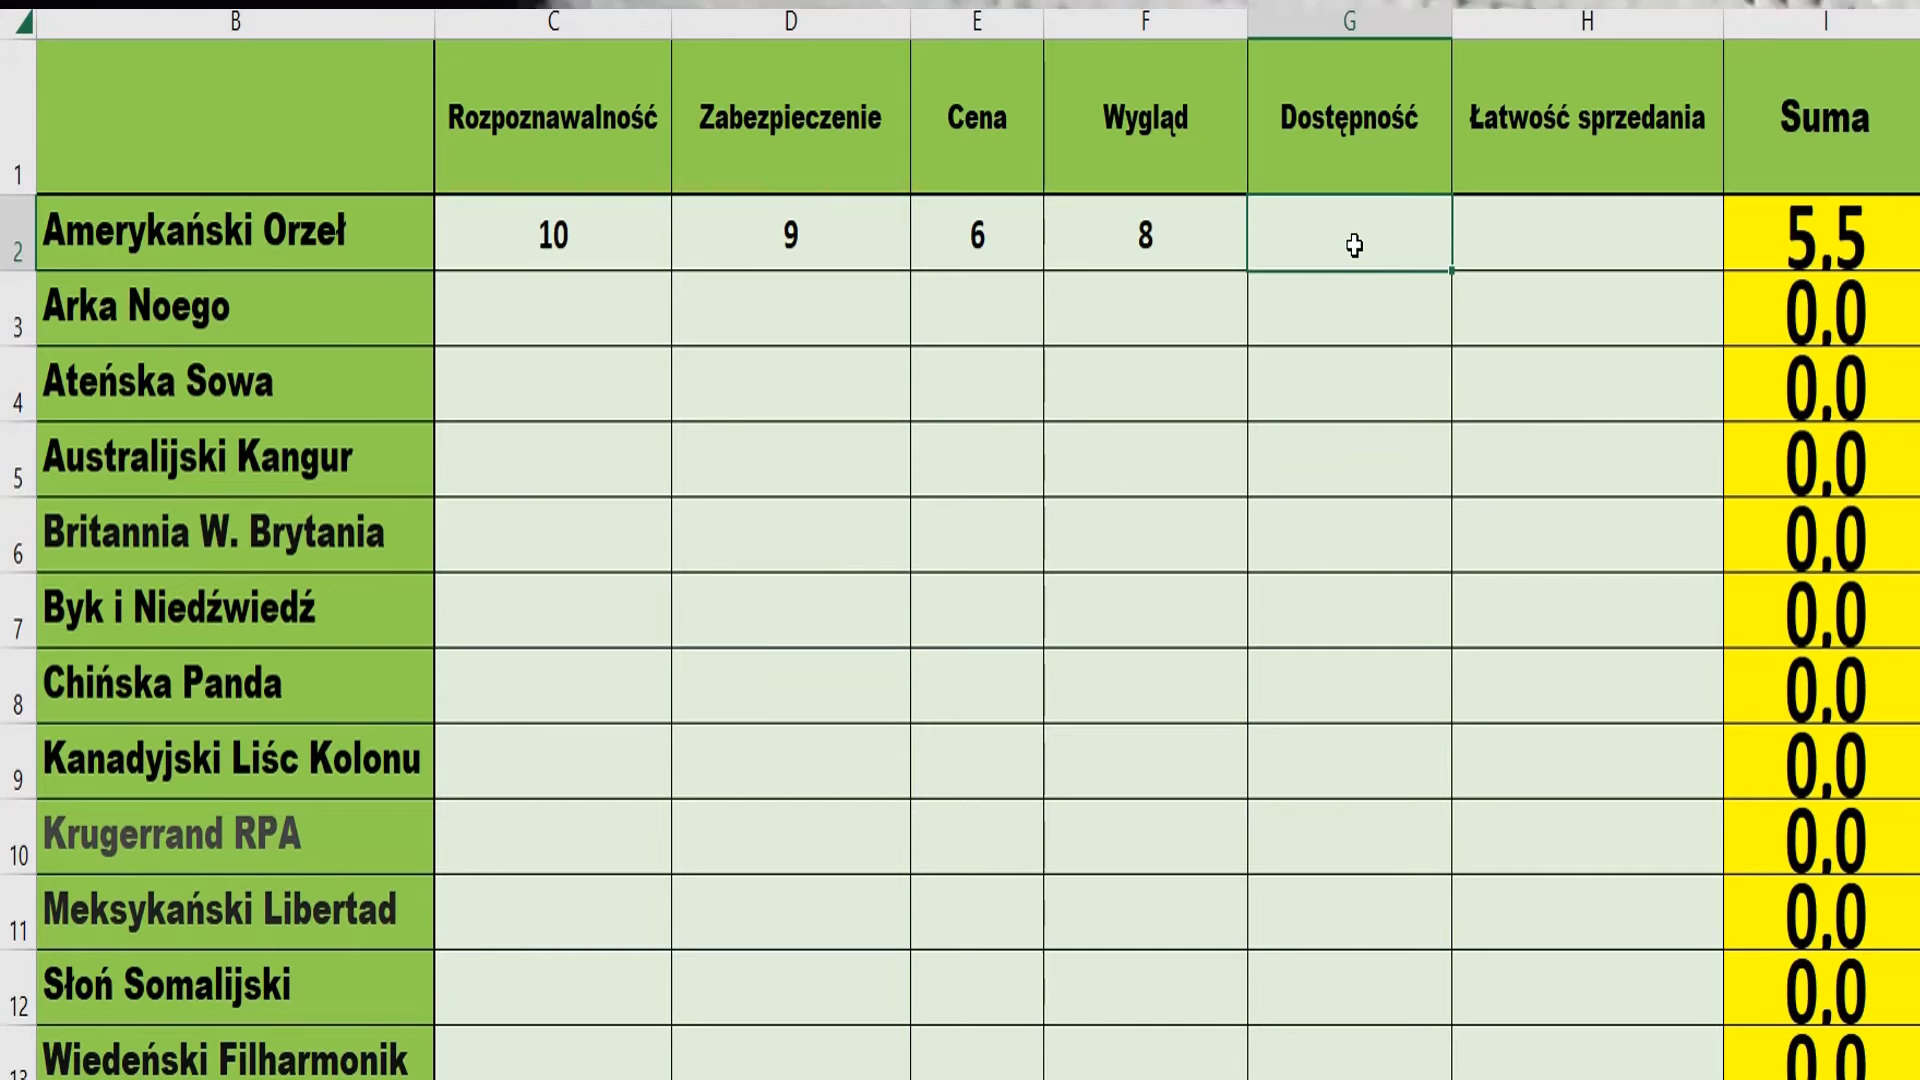 B C D E F G H I
1 Rozpoznawalność Zabezpieczenie Cena Wygląd Dostępność Łatwość sprzedania Suma
2 Amerykański Orzeł 10 9 6 8 5,5
3 Arka Noego 0,0
4 Ateńska Sowa 0,0
5 Australijski Kangur 0,0
6 Britannia W. Brytania 0,0
7 Byk i Niedźwiedź 0,0
8 Chińska Panda 0,0
9 Kanadyjski Liśc Kolonu 0,0
10 Krugerrand RPA 0,0
11 Meksykański Libertad 0,0
12 Słoń Somalijski 0,0
13 Wiedeński Filharmonik 0,0